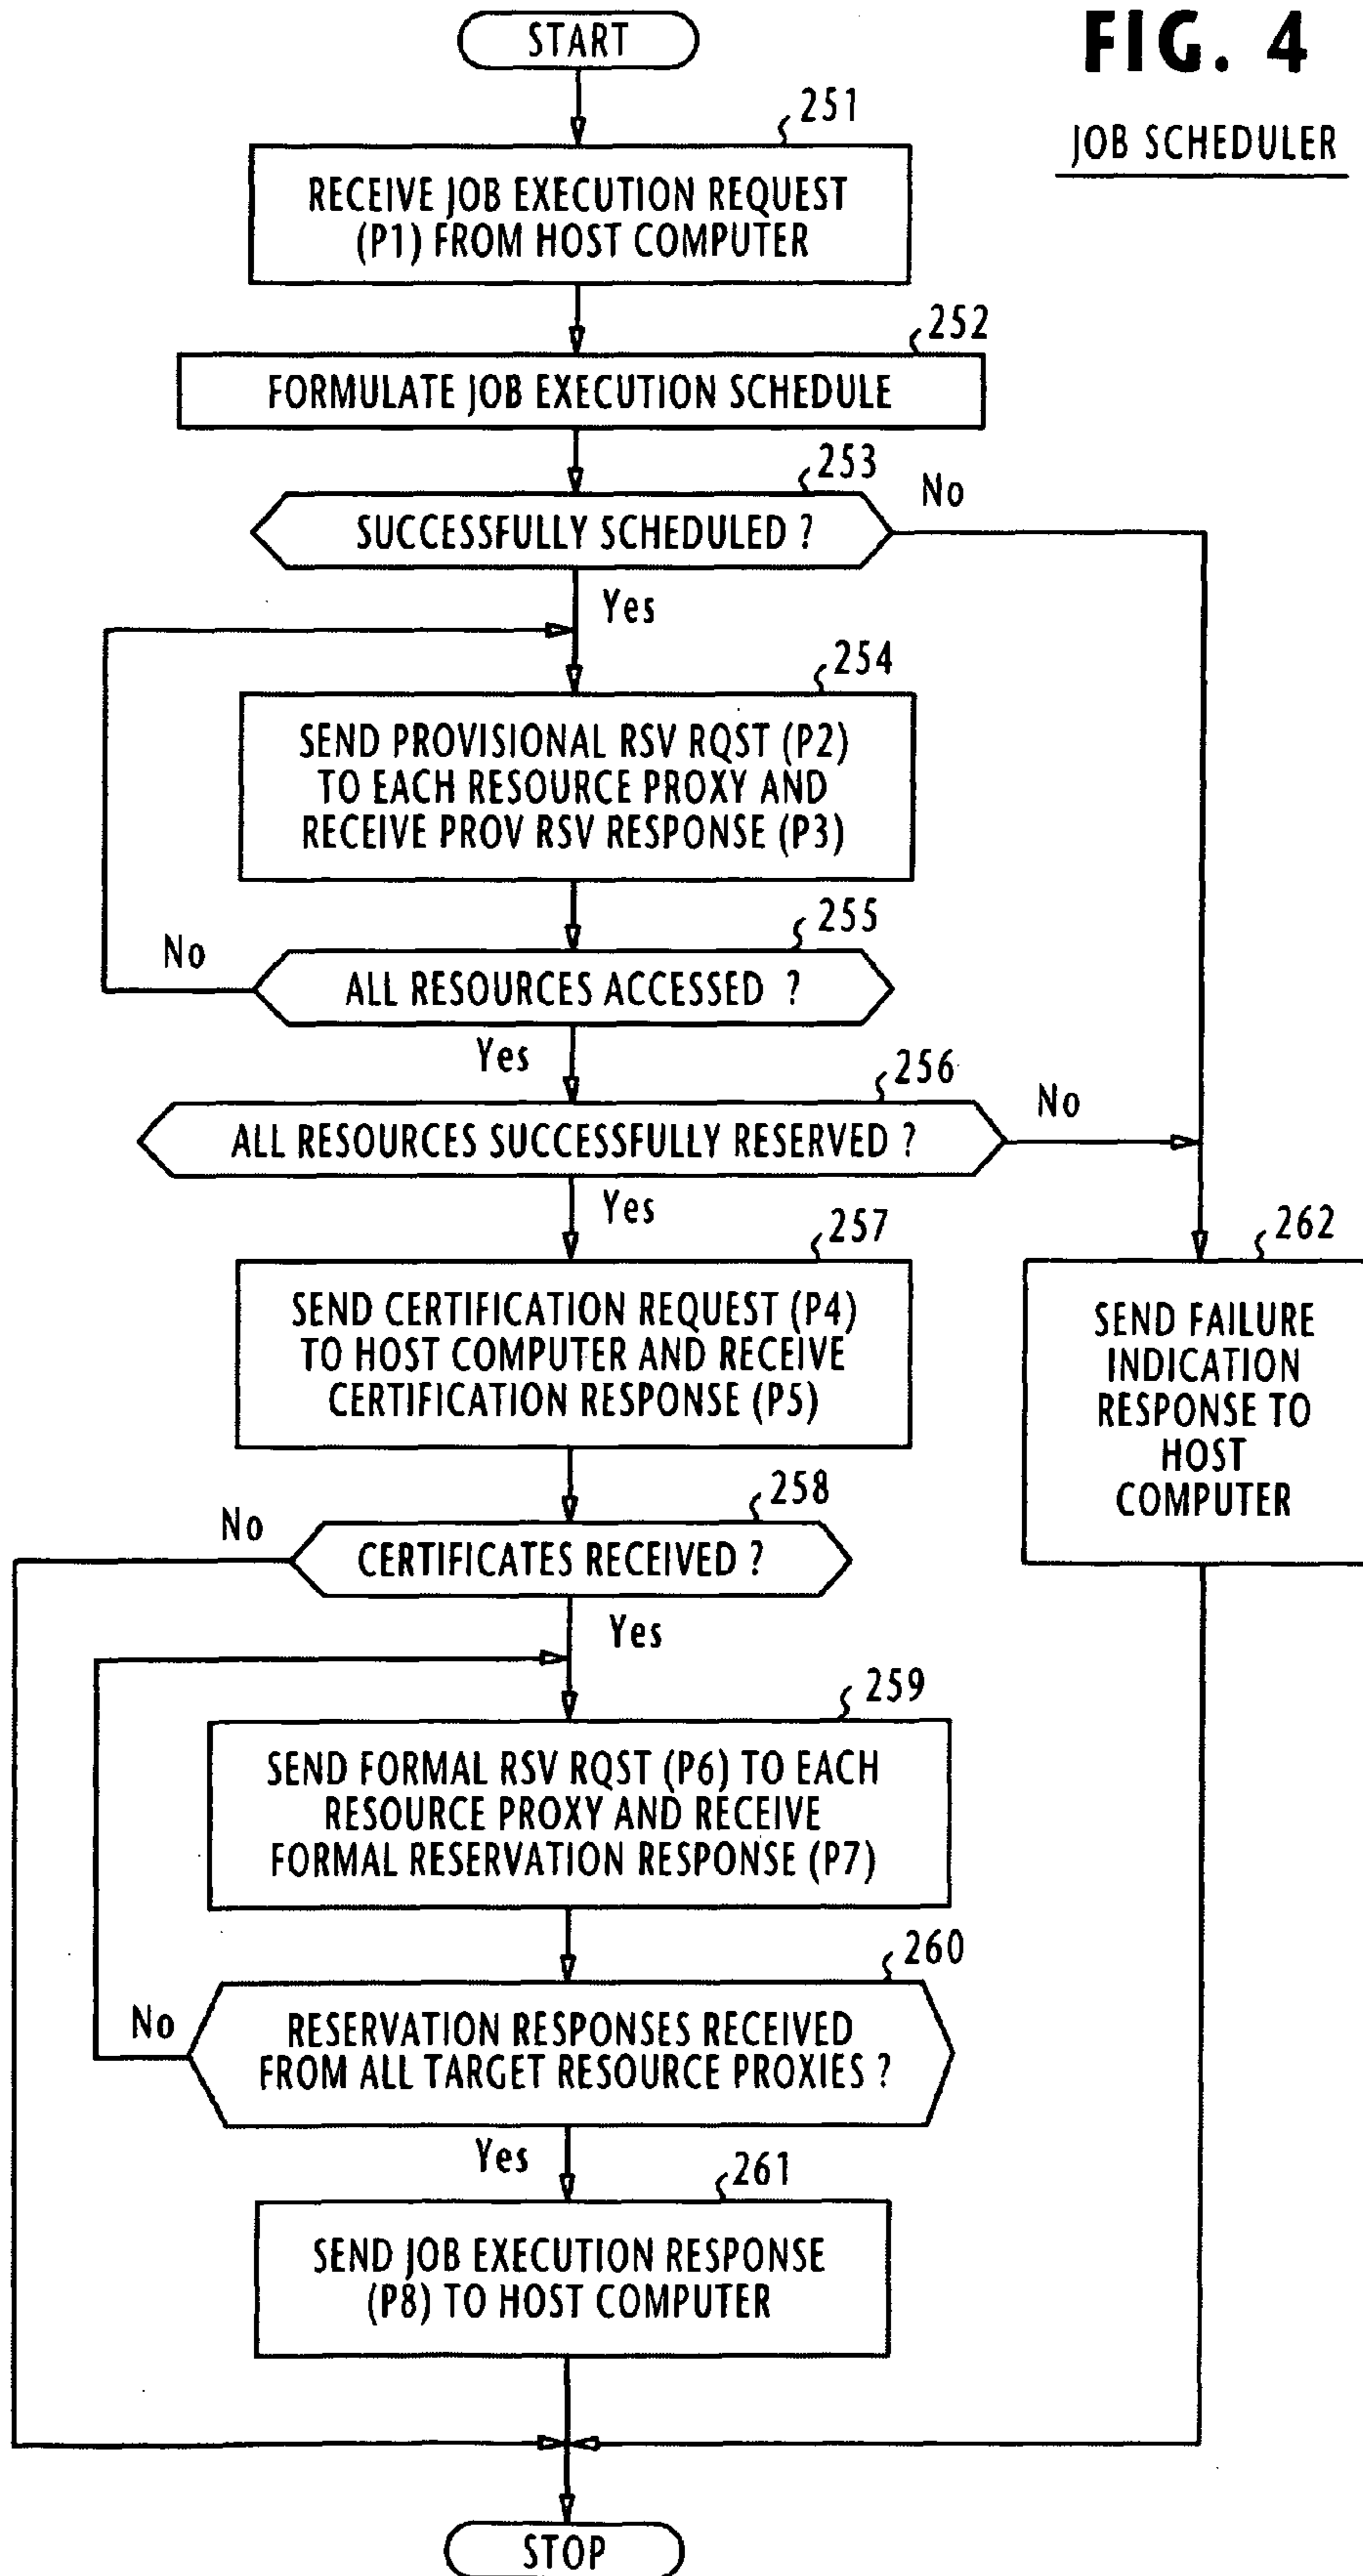 START
FIG. 4
JOB SCHEDULER
251
RECEIVE JOB EXECUTION REQUEST
(P1) FROM HOST COMPUTER
252
FORMULATE JOB EXECUTION SCHEDULE
253
SUCCESSFULLY SCHEDULED ?
No
Yes
254
SEND PROVISIONAL RSV RQST (P2)
TO EACH RESOURCE PROXY AND
RECEIVE PROV RSV RESPONSE (P3)
255
No
ALL RESOURCES ACCESSED ?
Yes
256
ALL RESOURCES SUCCESSFULLY RESERVED ?
No
Yes
257
SEND CERTIFICATION REQUEST (P4)
TO HOST COMPUTER AND RECEIVE
CERTIFICATION RESPONSE (P5)
262
SEND FAILURE
INDICATION
RESPONSE TO
HOST
COMPUTER
258
No
CERTIFICATES RECEIVED ?
Yes
259
SEND FORMAL RSV RQST (P6) TO EACH
RESOURCE PROXY AND RECEIVE
FORMAL RESERVATION RESPONSE (P7)
260
No
RESERVATION RESPONSES RECEIVED
FROM ALL TARGET RESOURCE PROXIES ?
Yes
261
SEND JOB EXECUTION RESPONSE
(P8) TO HOST COMPUTER
STOP